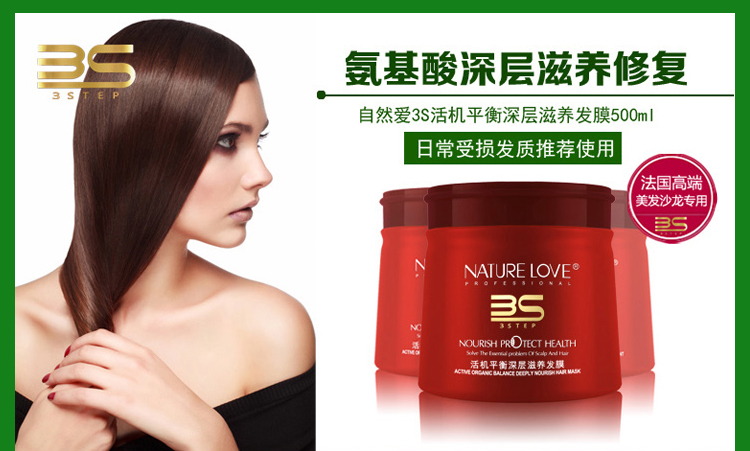 3S
3STEP
氨基酸深层滋养修复
自然爱3S活机平衡深层滋养发膜500ml
日常受损发质推荐使用
法国高端
美发沙龙专用
3S
3STEP
NATURE LOVE®
PROFESSIONAL
3S
3STEP
NOURISH PROTECT HEALTH
Solve The Essential problem Of Scalp And Hair
活机平衡深层滋养发膜
ACTIVE ORGANIC BALANCE DEEPLY NOURISH HAIR MASK